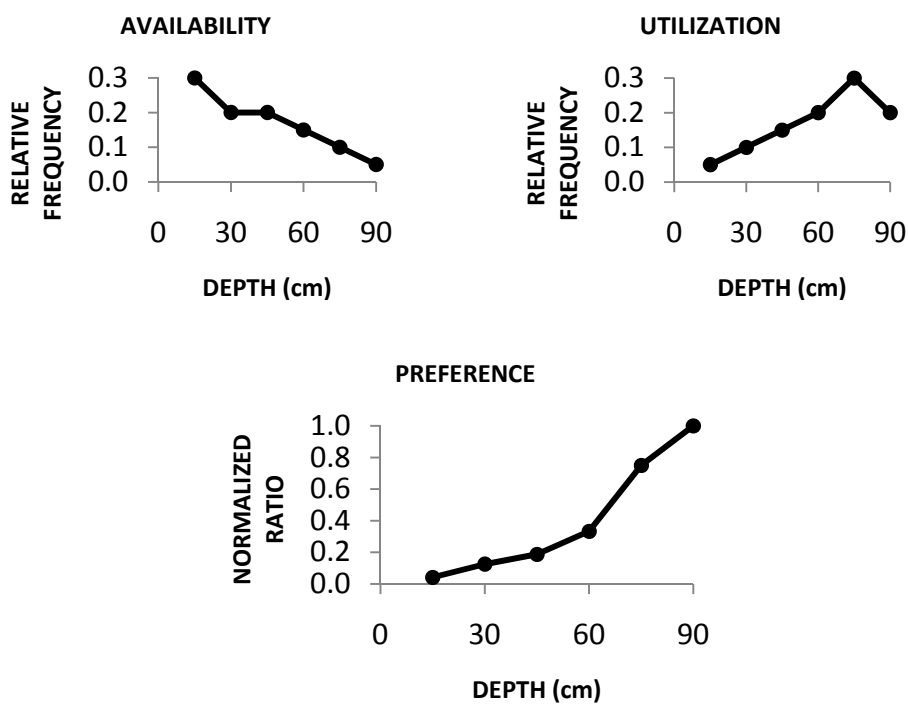 AVAILABILITY
RELATIVE
FREQUENCY
0.3
0.2
0.1
0.0
0 30 60 90
DEPTH (cm)
UTILIZATION
RELATIVE
FREQUENCY
0.3
0.2
0.1
0.0
0 30 60 90
DEPTH (cm)
PREFERENCE
NORMALIZED
RATIO
1.0
0.8
0.6
0.4
0.2
0.0
0 30 60 90
DEPTH (cm)